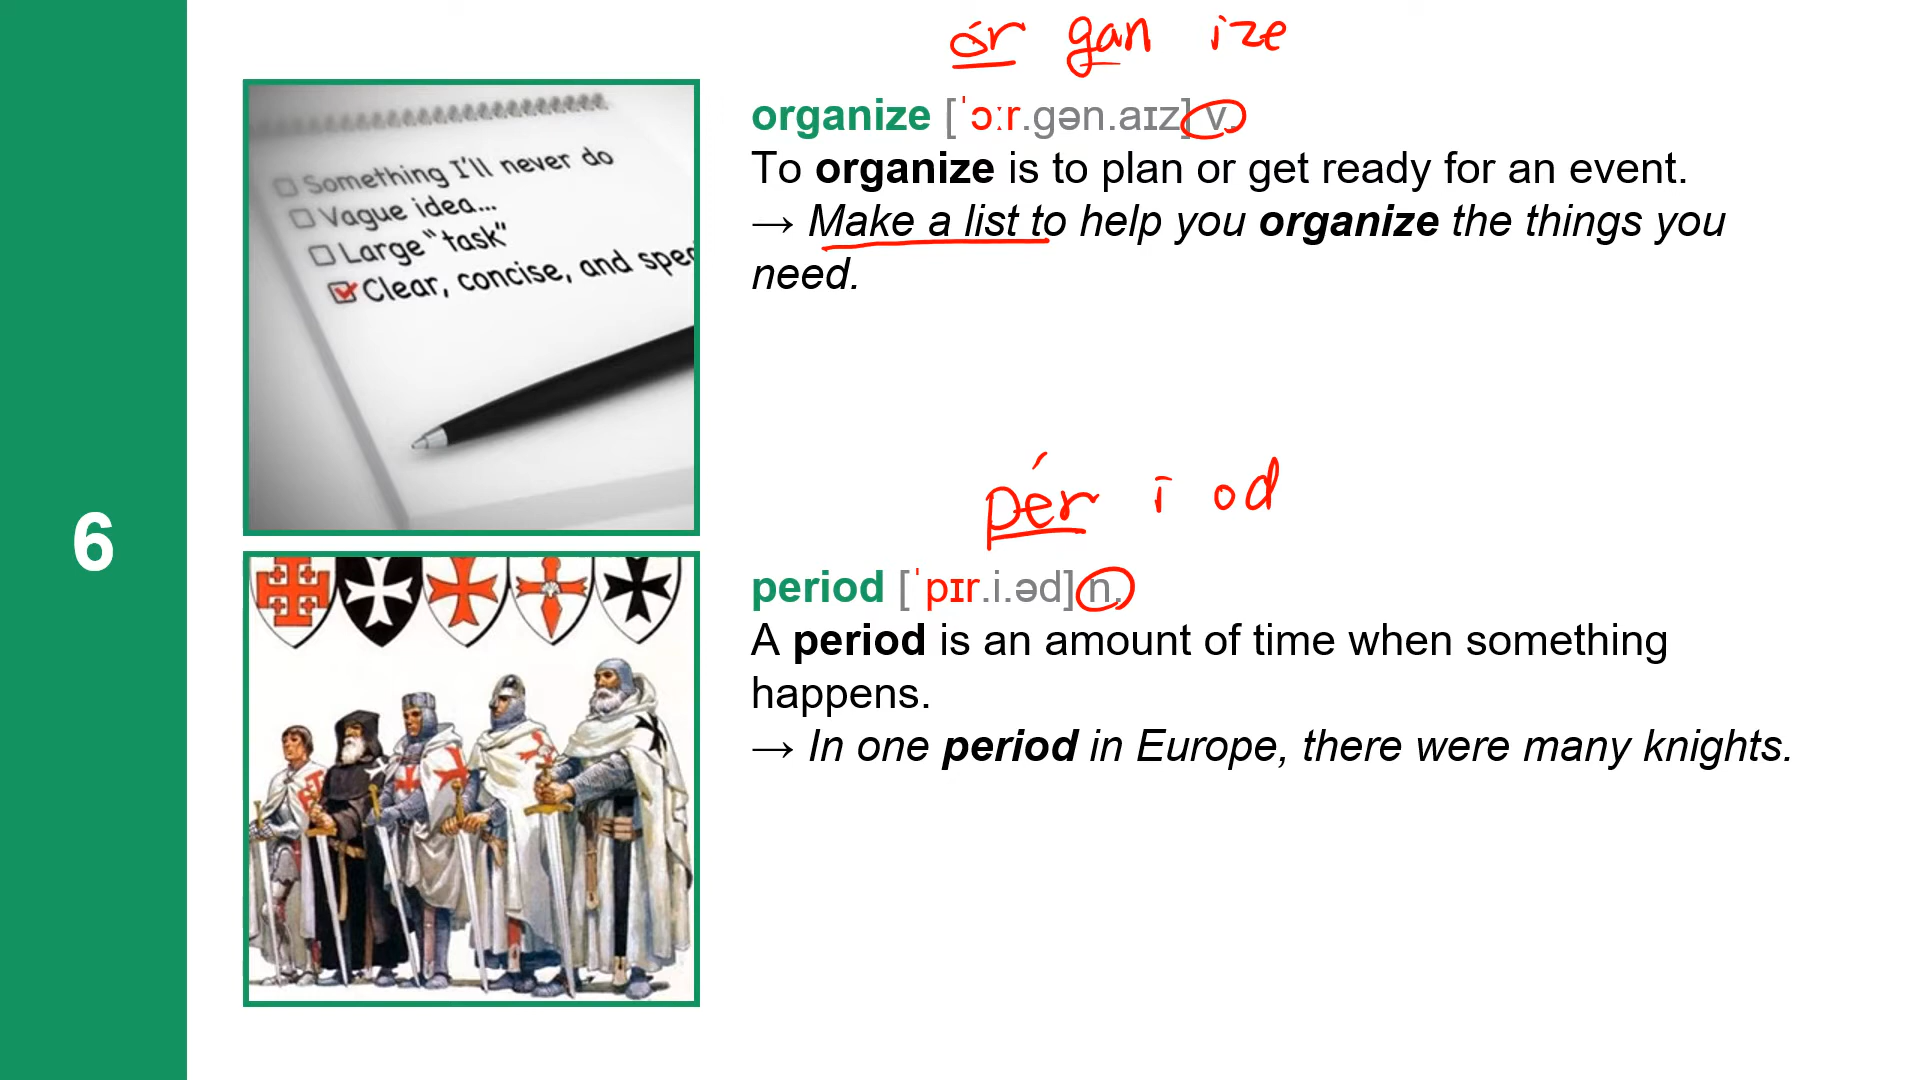 ór gan ize
organize [ˈɔːr.gən.aɪz] v.
To organize is to plan or get ready for an event.
→ Make a list to help you organize the things you
need.
Something I'll never do
Vague idea...
Large "task"
Clear, concise, and spec
6
pér i od
period [ˈpɪr.i.əd] n.
A period is an amount of time when something
happens.
→ In one period in Europe, there were many knights.